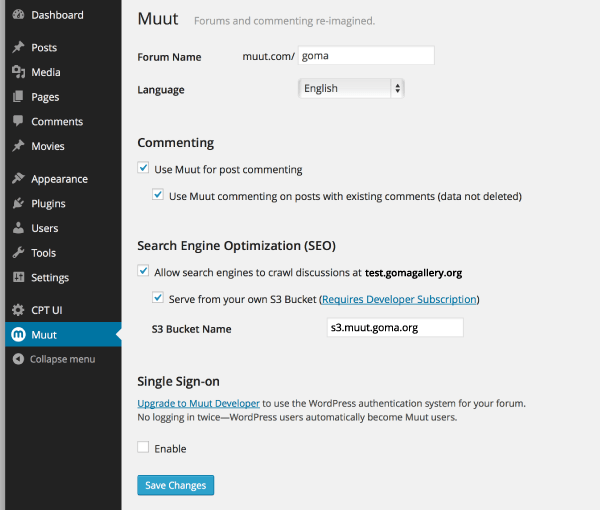 Dashboard
Posts
Media
Pages
Comments
Movies
Appearance
Plugins
Users
Tools
Settings
CPT UI
m Muut
Collapse menu
Muut Forums and commenting re-imagined.
Forum Name muut.com/ goma
Language English
Commenting
Use Muut for post commenting
Use Muut commenting on posts with existing comments (data not deleted)
Search Engine Optimization (SEO)
Allow search engines to crawl discussions at test.gomagallery.org
Serve from your own S3 Bucket (Requires Developer Subscription)
S3 Bucket Name s3.muut.goma.org
Single Sign-on
Upgrade to Muut Developer to use the WordPress authentication system for your forum.
No logging in twice—WordPress users automatically become Muut users.
Enable
Save Changes